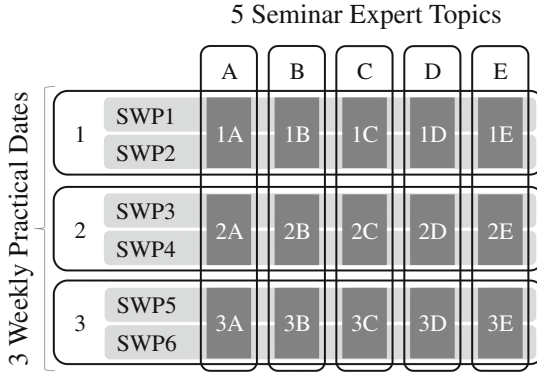 5 Seminar Expert Topics
A B C D E
3 Weekly Practical Dates
1
SWP1
SWP2
1A 1B 1C 1D 1E
2
SWP3
SWP4
2A 2B 2C 2D 2E
3
SWP5
SWP6
3A 3B 3C 3D 3E